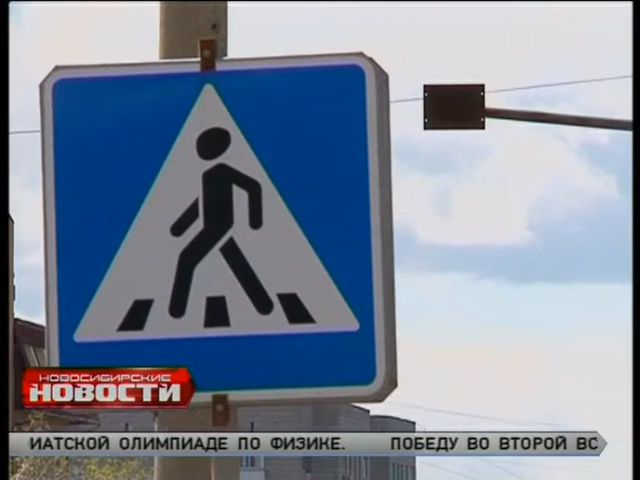 НОВОСИБИРСКИЕ
НОВОСТИ
ИАТСКОЙ ОЛИМПИАДЕ ПО ФИЗИКЕ. ПОБЕДУ ВО ВТОРОЙ ВС